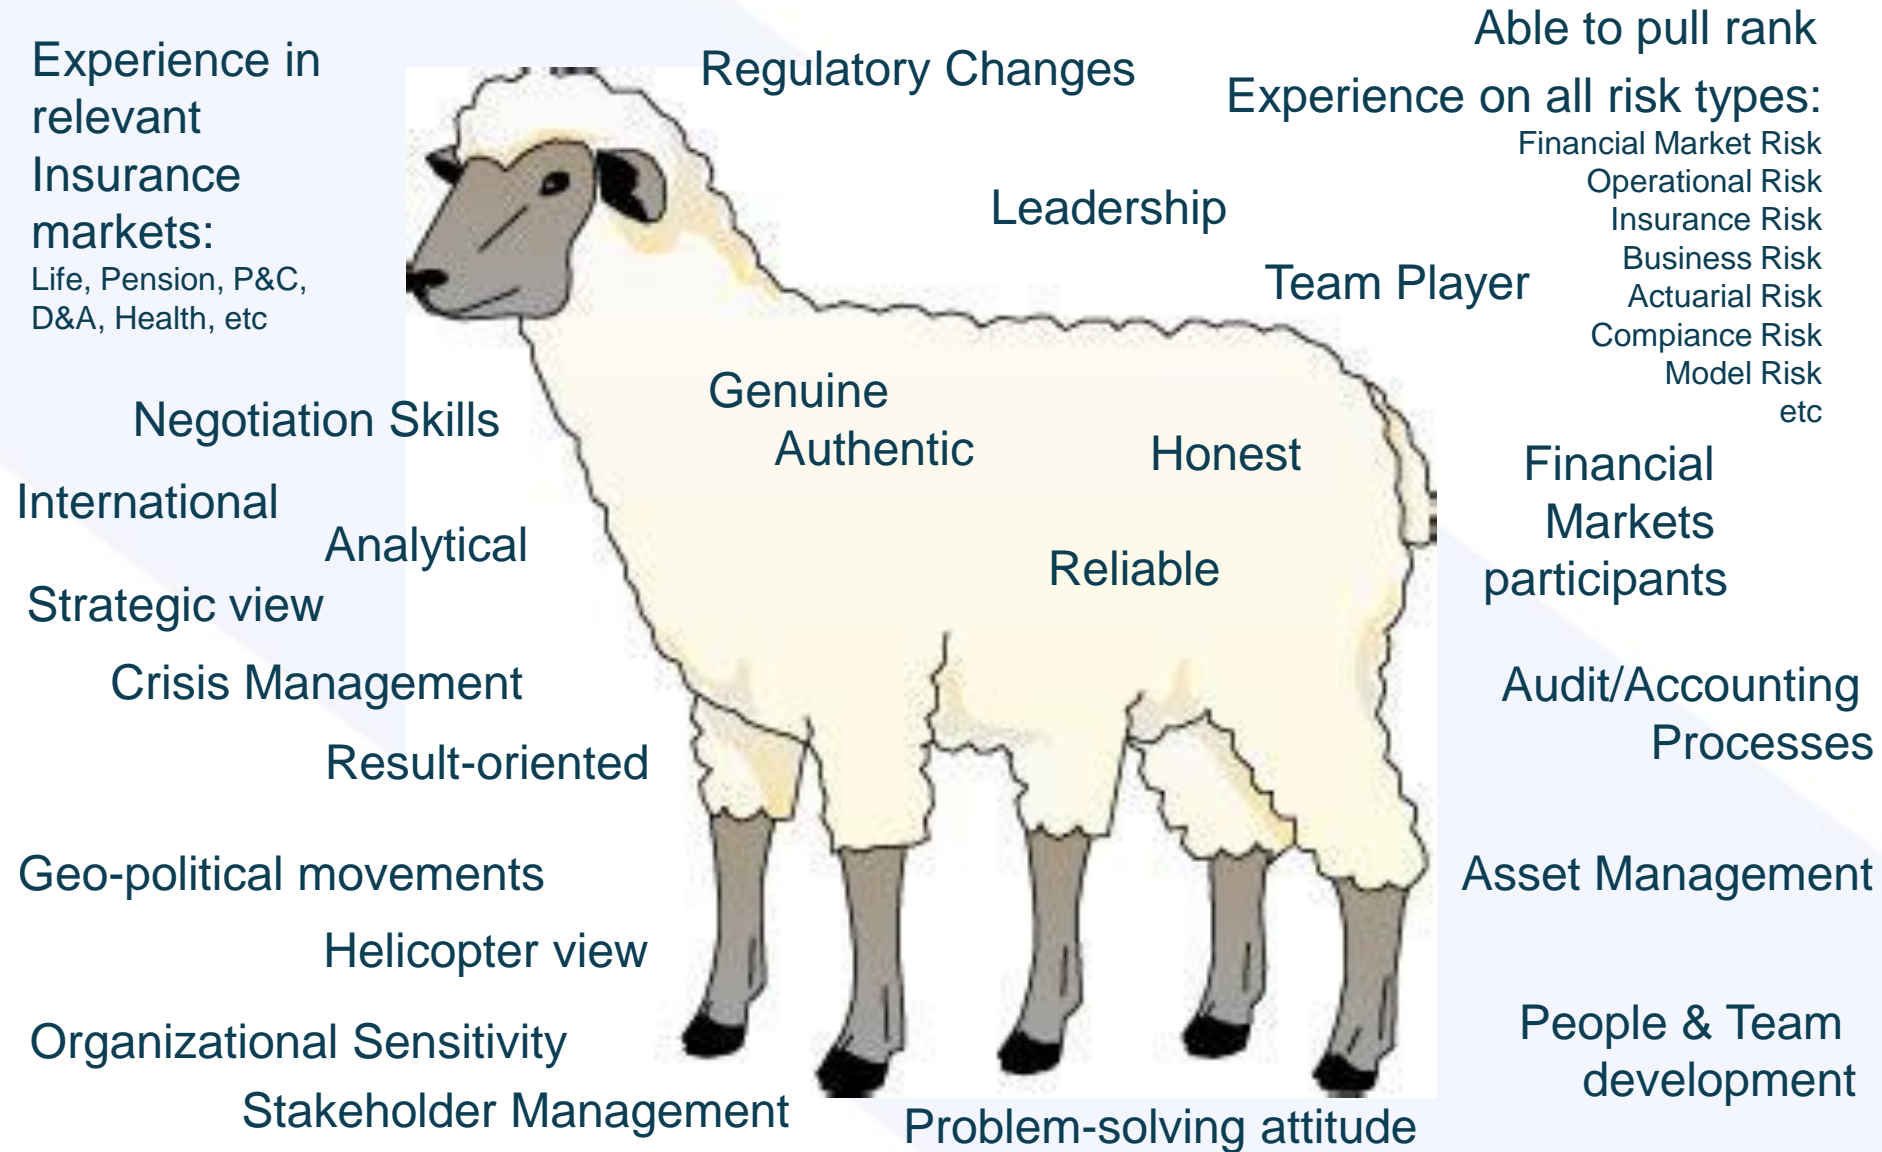 Able to pull rank
Experience in
relevant
Insurance
markets:
Life, Pension, P&C,
D&A, Health, etc
Regulatory Changes
Experience on all risk types:
Financial Market Risk
Operational Risk
Insurance Risk
Business Risk
Actuarial Risk
Compiance Risk
Model Risk
etc
Leadership
Team Player
Negotiation Skills
Genuine
Authentic
Honest
Financial
Markets
participants
International
Analytical
Reliable
Strategic view
Crisis Management
Audit/Accounting
Processes
Result-oriented
Geo-political movements
Asset Management
Helicopter view
Organizational Sensitivity
People & Team
development
Stakeholder Management
Problem-solving attitude